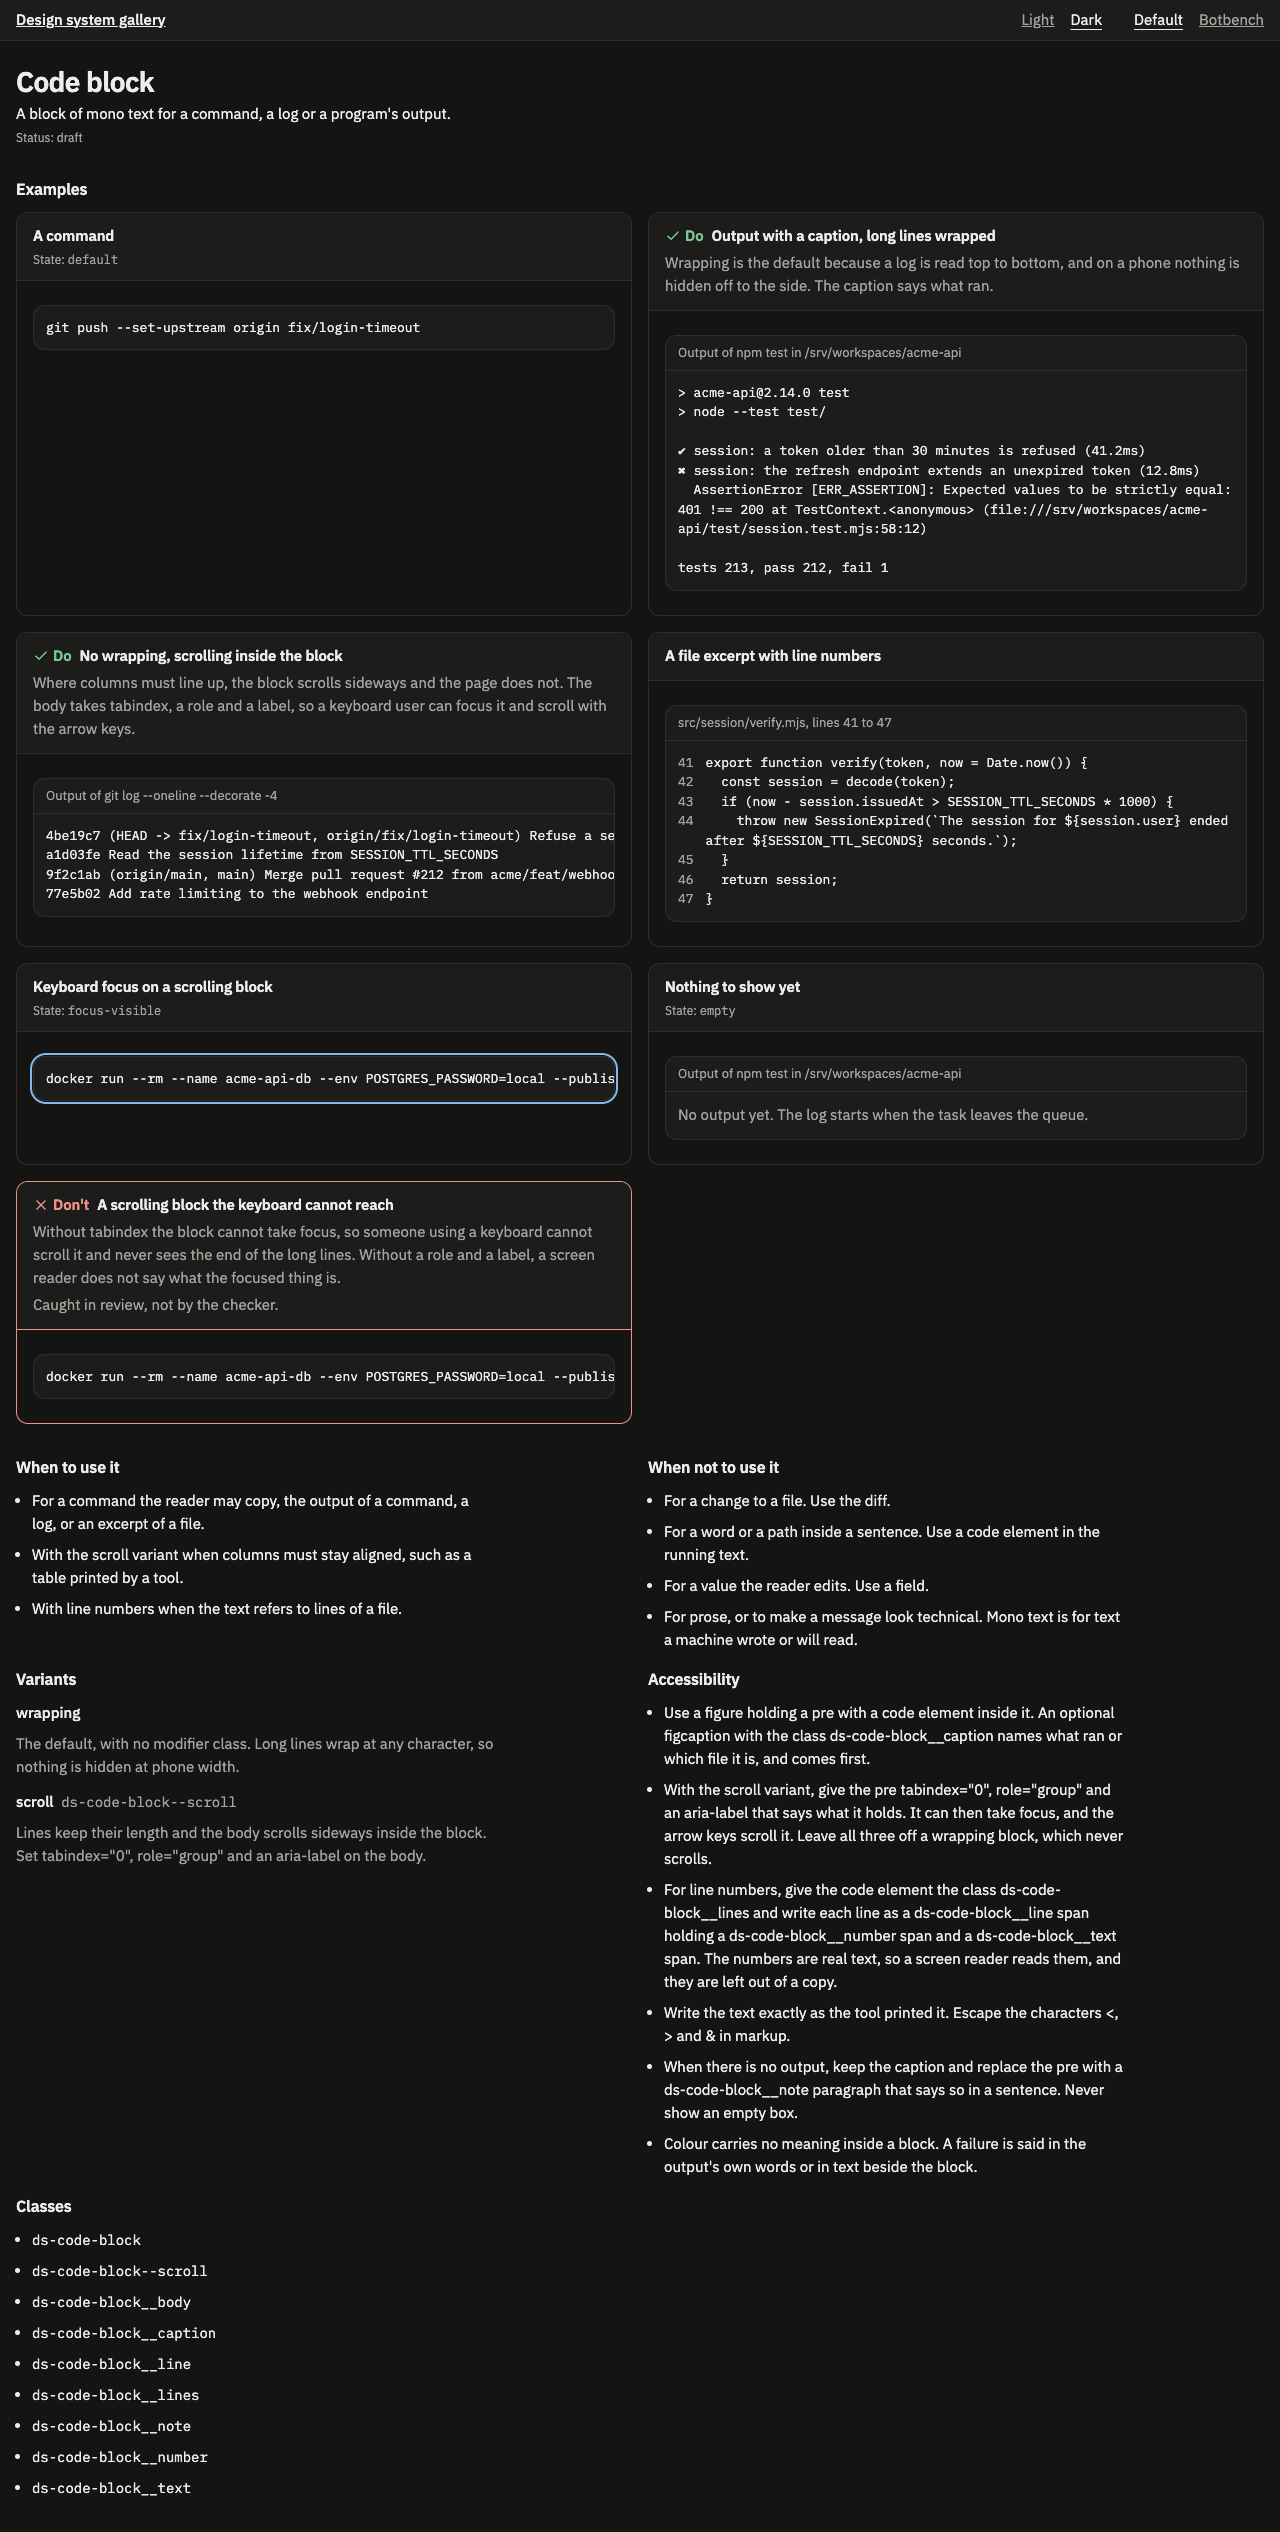 Design system gallery
Light Dark Default Botbench
Code block
A block of mono text for a command, a log or a program's output.
Status: draft
Examples
A command
State: default
git push --set-upstream origin fix/login-timeout
Do Output with a caption, long lines wrapped
Wrapping is the default because a log is read top to bottom, and on a phone nothing is
hidden off to the side. The caption says what ran.
Output of npm test in /srv/workspaces/acme-api
> acme-api@2.14.0 test
> node --test test/
✔ session: a token older than 30 minutes is refused (41.2ms)
✖ session: the refresh endpoint extends an unexpired token (12.8ms)
AssertionError [ERR_ASSERTION]: Expected values to be strictly equal:
401 !== 200 at TestContext.<anonymous> (file:///srv/workspaces/acme-
api/test/session.test.mjs:58:12)
tests 213, pass 212, fail 1
Do No wrapping, scrolling inside the block
Where columns must line up, the block scrolls sideways and the page does not. The
body takes tabindex, a role and a label, so a keyboard user can focus it and scroll with
the arrow keys.
Output of git log --oneline --decorate -4
4be19c7 (HEAD -> fix/login-timeout, origin/fix/login-timeout) Refuse a se
a1d03fe Read the session lifetime from SESSION_TTL_SECONDS
9f2c1ab (origin/main, main) Merge pull request #212 from acme/feat/webhoo
77e5b02 Add rate limiting to the webhook endpoint
A file excerpt with line numbers
src/session/verify.mjs, lines 41 to 47
41 export function verify(token, now = Date.now()) {
42 const session = decode(token);
43 if (now - session.issuedAt > SESSION_TTL_SECONDS * 1000) {
44 throw new SessionExpired(`The session for ${session.user} ended
after ${SESSION_TTL_SECONDS} seconds.`);
45 }
46 return session;
47 }
Keyboard focus on a scrolling block
State: focus-visible
docker run --rm --name acme-api-db --env POSTGRES_PASSWORD=local --publis
Nothing to show yet
State: empty
Output of npm test in /srv/workspaces/acme-api
No output yet. The log starts when the task leaves the queue.
Don't A scrolling block the keyboard cannot reach
Without tabindex the block cannot take focus, so someone using a keyboard cannot
scroll it and never sees the end of the long lines. Without a role and a label, a screen
reader does not say what the focused thing is.
Caught in review, not by the checker.
docker run --rm --name acme-api-db --env POSTGRES_PASSWORD=local --publis
When to use it
• For a command the reader may copy, the output of a command, a
log, or an excerpt of a file.
• With the scroll variant when columns must stay aligned, such as a
table printed by a tool.
• With line numbers when the text refers to lines of a file.
When not to use it
• For a change to a file. Use the diff.
• For a word or a path inside a sentence. Use a code element in the
running text.
• For a value the reader edits. Use a field.
• For prose, or to make a message look technical. Mono text is for text
a machine wrote or will read.
Variants
wrapping
The default, with no modifier class. Long lines wrap at any character, so
nothing is hidden at phone width.
scroll ds-code-block--scroll
Lines keep their length and the body scrolls sideways inside the block.
Set tabindex="0", role="group" and an aria-label on the body.
Accessibility
• Use a figure holding a pre with a code element inside it. An optional
figcaption with the class ds-code-block__caption names what ran or
which file it is, and comes first.
• With the scroll variant, give the pre tabindex="0", role="group" and
an aria-label that says what it holds. It can then take focus, and the
arrow keys scroll it. Leave all three off a wrapping block, which never
scrolls.
• For line numbers, give the code element the class ds-code-
block__lines and write each line as a ds-code-block__line span
holding a ds-code-block__number span and a ds-code-block__text
span. The numbers are real text, so a screen reader reads them, and
they are left out of a copy.
• Write the text exactly as the tool printed it. Escape the characters <,
> and & in markup.
• When there is no output, keep the caption and replace the pre with a
ds-code-block__note paragraph that says so in a sentence. Never
show an empty box.
• Colour carries no meaning inside a block. A failure is said in the
output's own words or in text beside the block.
Classes
• ds-code-block
• ds-code-block--scroll
• ds-code-block__body
• ds-code-block__caption
• ds-code-block__line
• ds-code-block__lines
• ds-code-block__note
• ds-code-block__number
• ds-code-block__text